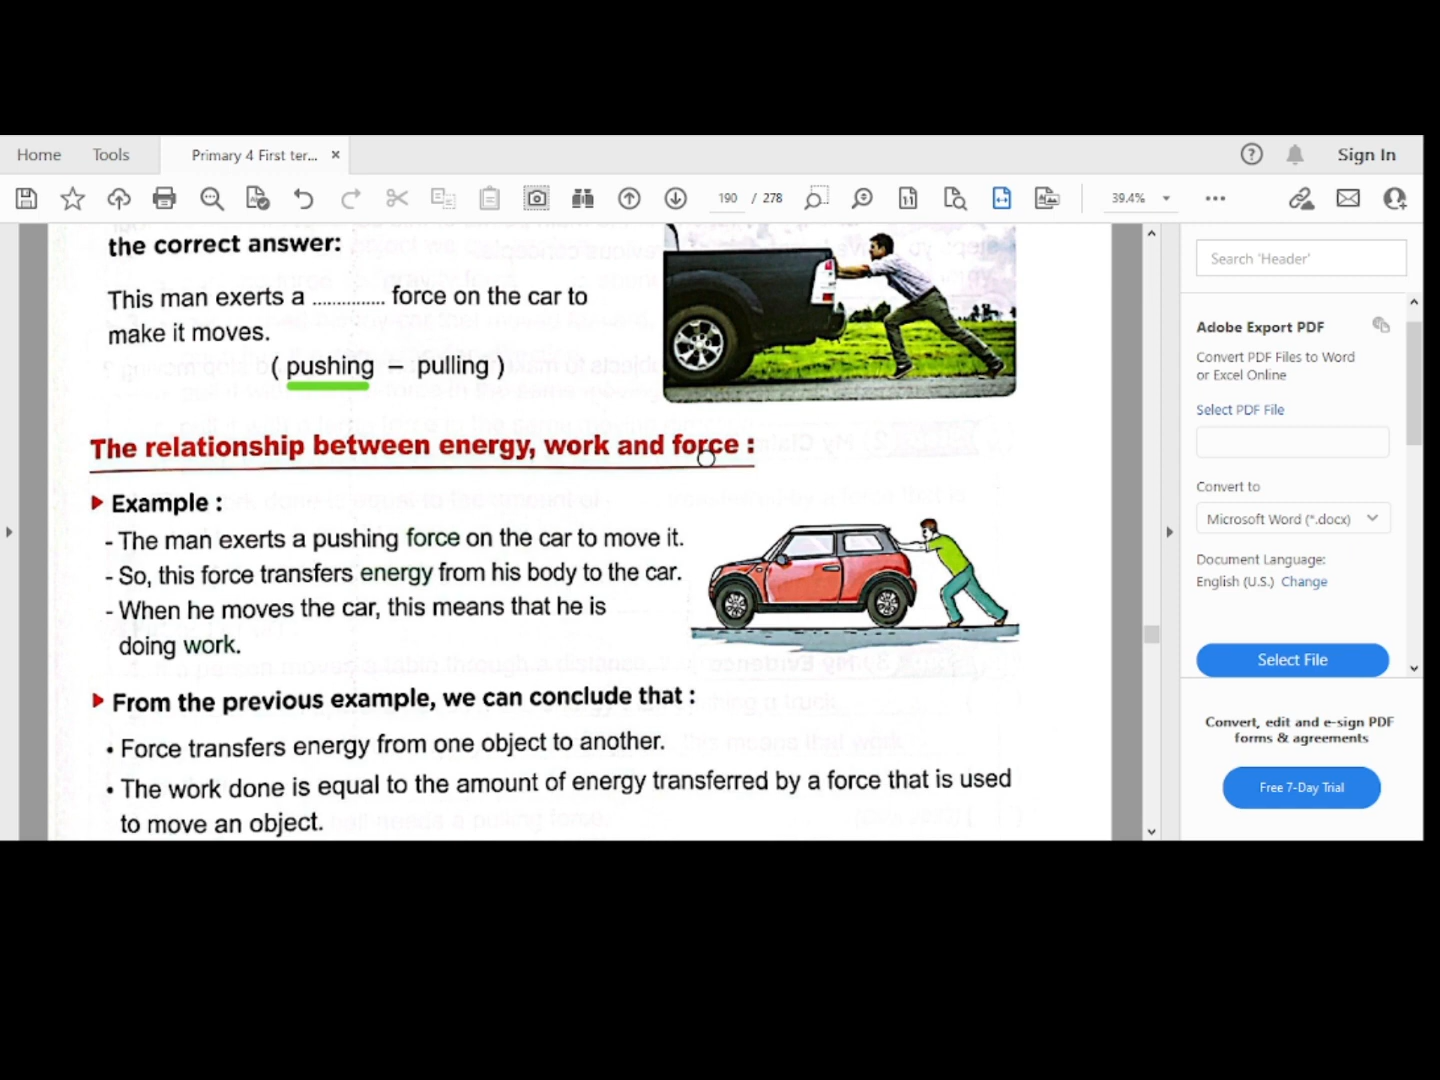 Home Tools Primary 4 First ter... × Sign In
190 / 278 39.4%
the correct answer:
This man exerts a .............. force on the car to
make it moves.
( pushing – pulling )
The relationship between energy, work and force :
Example :
- The man exerts a pushing force on the car to move it.
- So, this force transfers energy from his body to the car.
- When he moves the car, this means that he is
doing work.
From the previous example, we can conclude that :
• Force transfers energy from one object to another.
• The work done is equal to the amount of energy transferred by a force that is used
to move an object.
Search 'Header'
Adobe Export PDF
Convert PDF Files to Word
or Excel Online
Select PDF File
Convert to
Microsoft Word (*.docx)
Document Language:
English (U.S.) Change
Select File
Convert, edit and e-sign PDF
forms & agreements
Free 7-Day Trial